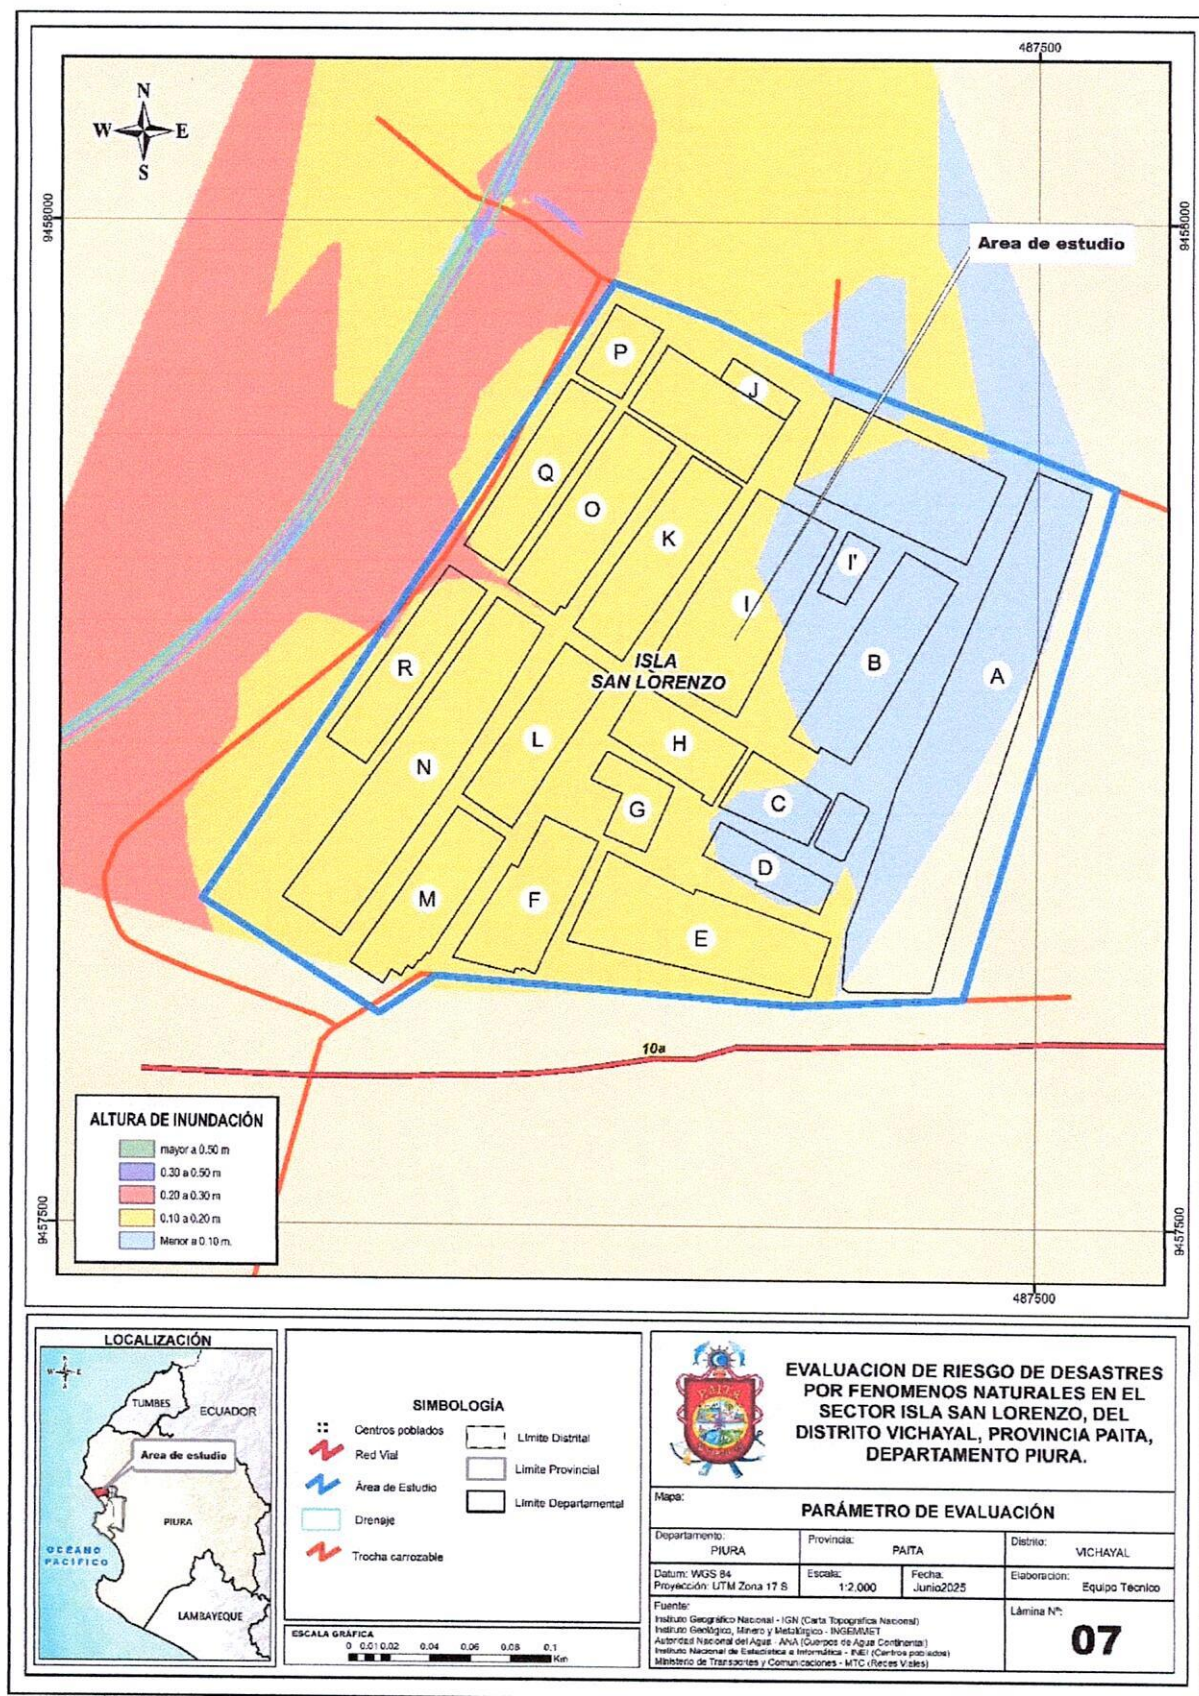 487500
N
W E
S
9458000
9458000
Area de estudio
P
J
Q
O
K
I'
I
ISLA
SAN LORENZO
B
A
R
L
H
N
G
C
D
M
F
E
10a
ALTURA DE INUNDACIÓN
mayor a 0.50 m
0.30 a 0.50 m
0.20 a 0.30 m
0.10 a 0.20 m
Menor a 0.10 m.
9457500
9457500
487500
LOCALIZACIÓN
N
W E
S
TUMBES
ECUADOR
Area de estudio
PIURA
OCÉANO
PACÍFICO
LAMBAYEQUE
SIMBOLOGÍA
Centros poblados
Red Vial
Área de Estudio
Drenaje
Trocha carrozable
Límite Distrital
Límite Provincial
Límite Departamental
ESCALA GRÁFICA
0 0.01 0.02 0.04 0.06 0.08 0.1
Km
PAITA
EVALUACION DE RIESGO DE DESASTRES
POR FENOMENOS NATURALES EN EL
SECTOR ISLA SAN LORENZO, DEL
DISTRITO VICHAYAL, PROVINCIA PAITA,
DEPARTAMENTO PIURA.
Mapa:
PARÁMETRO DE EVALUACIÓN
Departamento:
PIURA
Provincia:
PAITA
Distrito:
VICHAYAL
Datum: WGS 84
Proyección: UTM Zona 17 S
Escala:
1:2.000
Fecha:
Junio2025
Elaboración:
Equipo Técnico
Fuente:
Instituto Geográfico Nacional - IGN (Carta Topográfica Nacional)
Instituto Geológico, Minero y Metalúrgico - INGEMMET
Autoridad Nacional del Agua - ANA (Cuerpos de Agua Continental)
Instituto Nacional de Estadística e Informática - INEI (Centros poblados)
Ministerio de Transportes y Comunicaciones - MTC (Redes Viales)
Lámina N°:
07